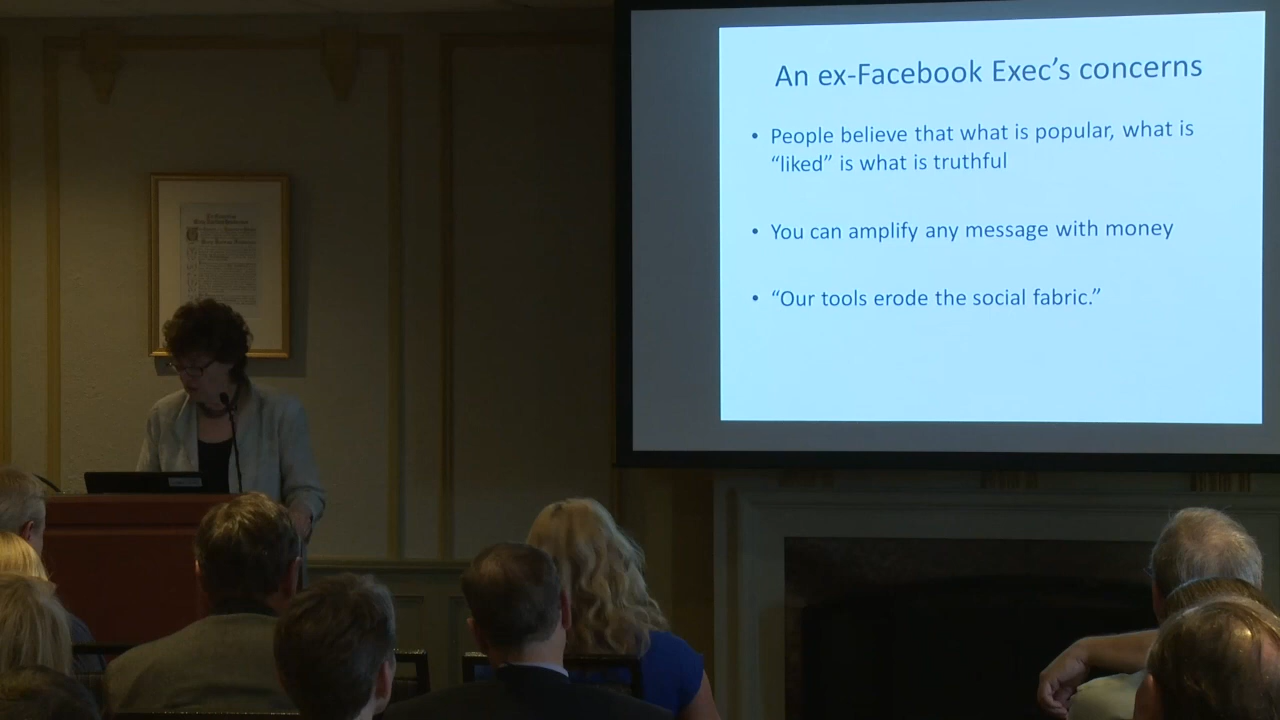 An ex-Facebook Exec’s concerns
• People believe that what is popular, what is
“liked” is what is truthful
• You can amplify any message with money
• “Our tools erode the social fabric.”